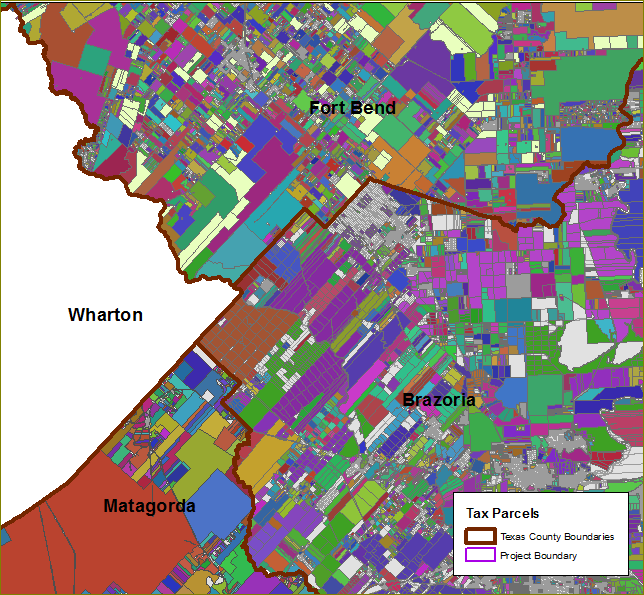 Fort Bend
Wharton
Brazoria
Matagorda
Tax Parcels
Texas County Boundaries
Project Boundary